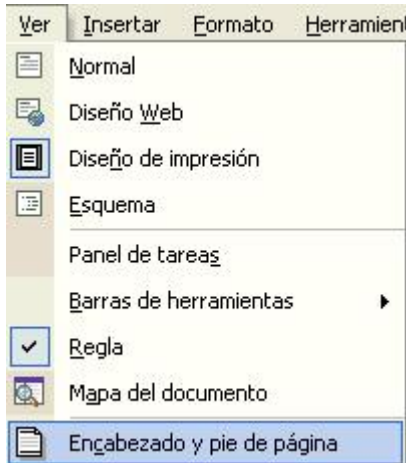 Ver Insertar Formato Herramien
Normal
Diseño Web
Diseño de impresión
Esquema
Panel de tareas
Barras de herramientas
Regla
Mapa del documento
Encabezado y pie de página